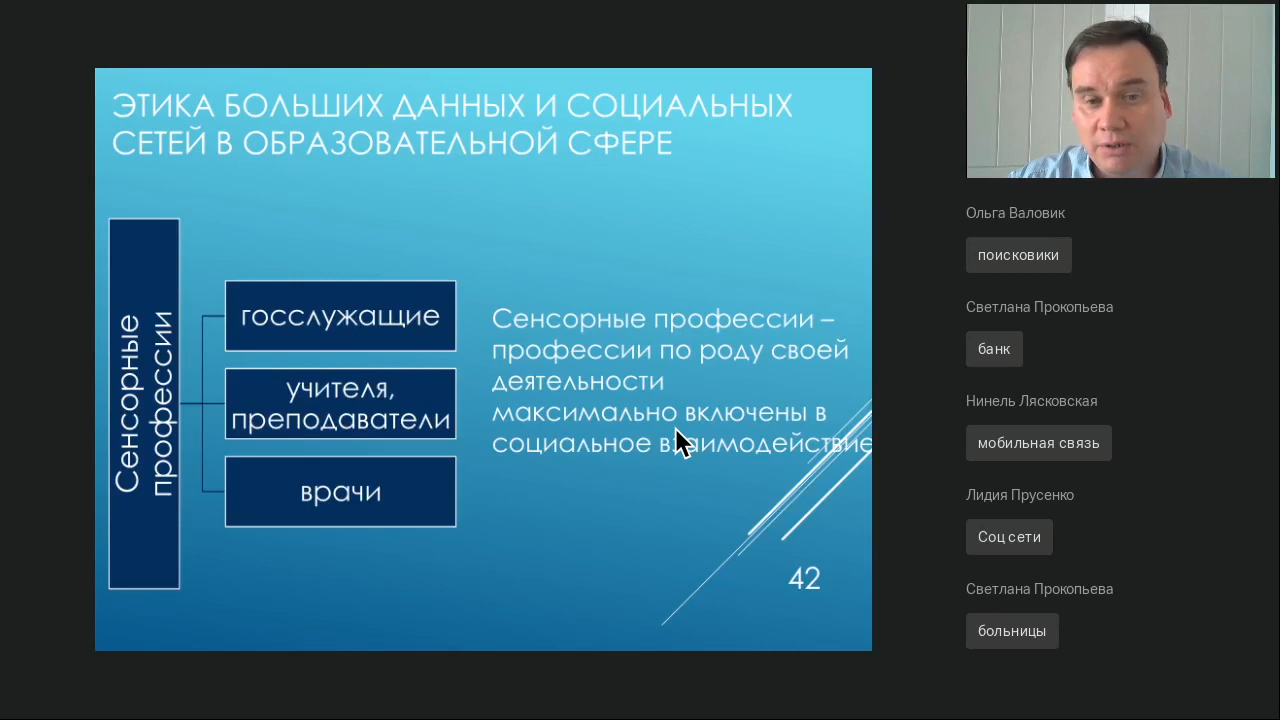 ЭТИКА БОЛЬШИХ ДАННЫХ И СОЦИАЛЬНЫХ
СЕТЕЙ В ОБРАЗОВАТЕЛЬНОЙ СФЕРЕ
Сенсорные
профессии
госслужащие
учителя,
преподаватели
врачи
Сенсорные профессии –
профессии по роду своей
деятельности
максимально включены в
социальное взаимодействие
42
Ольга Валовик
поисковики
Светлана Прокопьева
банк
Нинель Лясковская
мобильная связь
Лидия Прусенко
Соц сети
Светлана Прокопьева
больницы